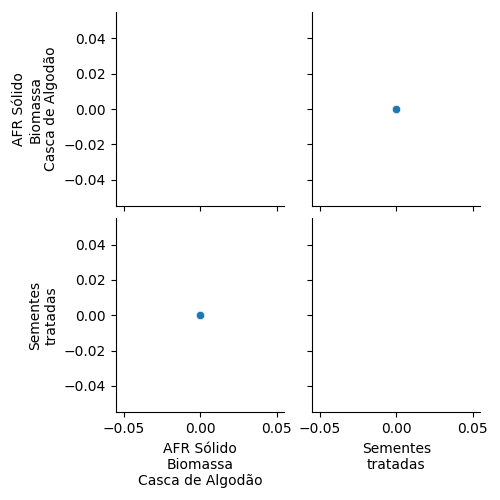 0.04
0.02
0.00
−0.02
−0.04
AFR Sólido
Biomassa
Casca de Algodão
0.04
0.02
0.00
−0.02
−0.04
Sementes
tratadas
−0.05
0.00
0.05
−0.05
0.00
0.05
AFR Sólido
Biomassa
Casca de Algodão
Sementes
tratadas